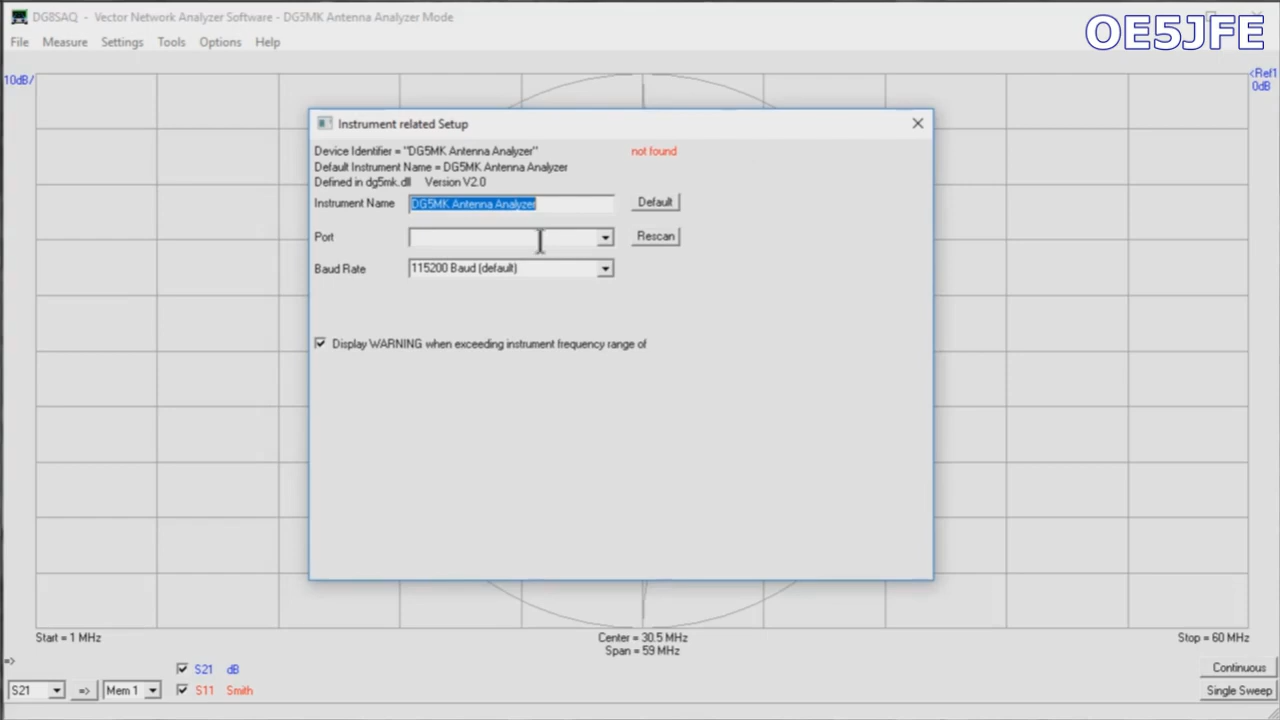 DG8SAQ - Vector Network Analyzer Software - DG5MK Antenna Analyzer Mode
OE5JFE
File Measure Settings Tools Options Help
10dB/
<Ref1
0dB
Instrument related Setup
Device Identifier = "DG5MK Antenna Analyzer" not found
Default Instrument Name = DG5MK Antenna Analyzer
Defined in dg5mk.dll Version V2.0
Instrument Name DG5MK Antenna Analyzer Default
Port Rescan
Baud Rate 115200 Baud (default)
Display WARNING when exceeding instrument frequency range of
Start = 1 MHz Center = 30.5 MHz Stop = 60 MHz
Span = 59 MHz
=>
S21 dB Continuous
S21 => Mem 1 S11 Smith Single Sweep